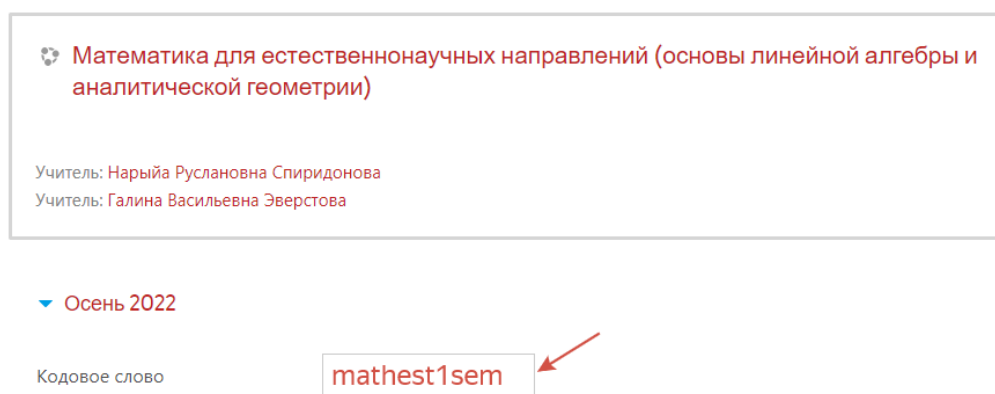 Математика для естественнонаучных направлений (основы линейной алгебры и
аналитической геометрии)
Учитель: Нарыйа Руслановна Спиридонова
Учитель: Галина Васильевна Эверстова
Осень 2022
Кодовое слово mathest1sem